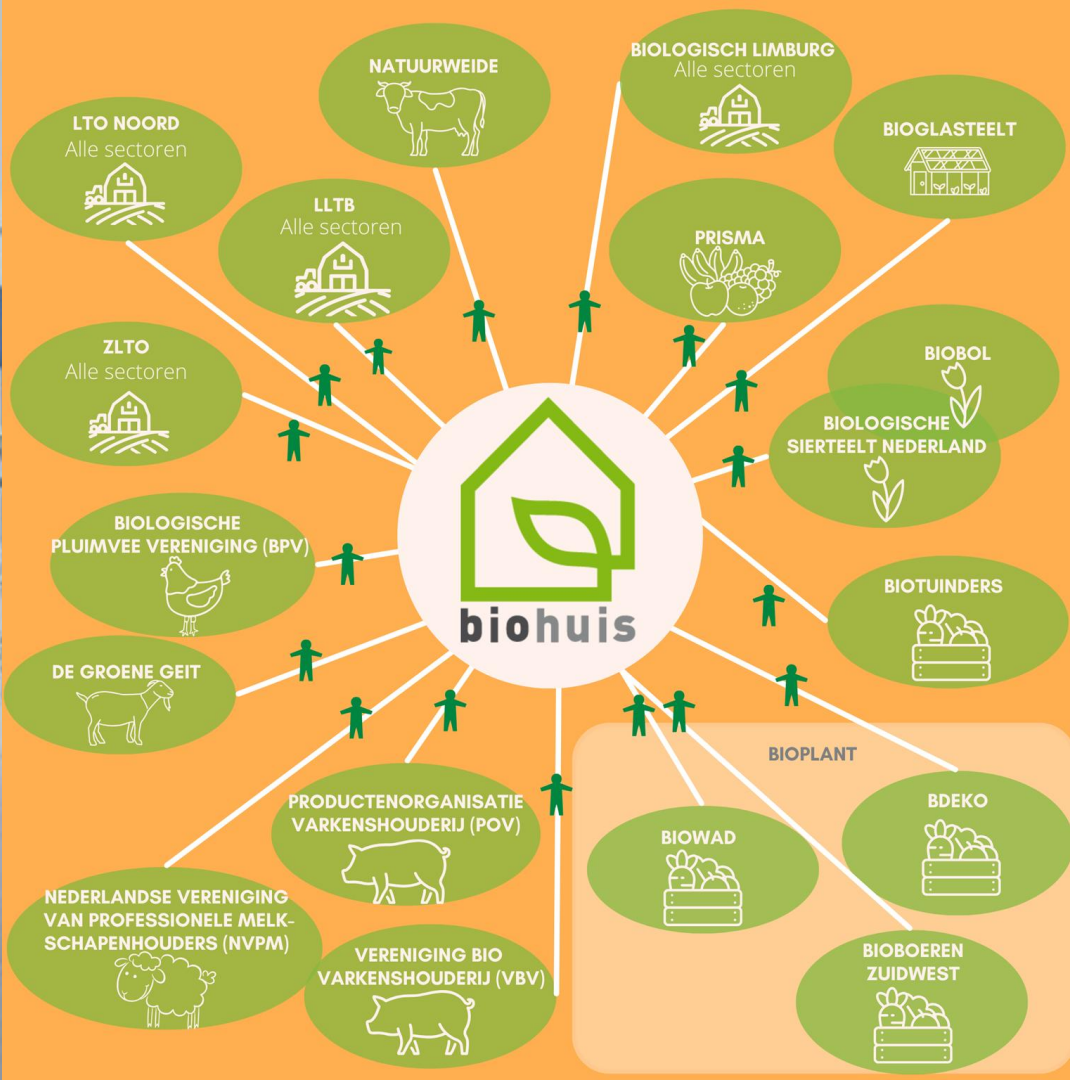 NATUURWEIDE
BIOLOGISCH LIMBURG
Alle sectoren
LTO NOORD
Alle sectoren
BIOGLASTEELT
LLTB
Alle sectoren
PRISMA
ZLTO
Alle sectoren
BIOBOL
BIOLOGISCHE
SIERTEELT NEDERLAND
BIOLOGISCHE
PLUIMVEE VERENIGING (BPV)
biohuis
BIOTUINDERS
DE GROENE GEIT
BIOPLANT
PRODUCTENORGANISATIE
VARKENSHOUDERIJ (POV)
BIOWAD
BDEKO
NEDERLANDSE VERENIGING
VAN PROFESSIONELE MELK-
SCHAPENHOUDERS (NVPM)
VERENIGING BIO
VARKENSHOUDERIJ (VBV)
BIOBOEREN
ZUIDWEST